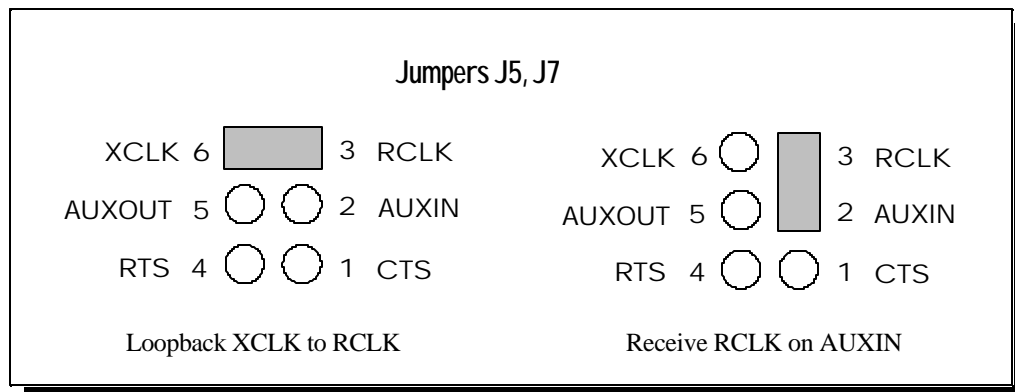 Jumpers J5, J7
XCLK 6 3 RCLK
AUXOUT 5 2 AUXIN
RTS 4 1 CTS
Loopback XCLK to RCLK
XCLK 6 3 RCLK
AUXOUT 5 2 AUXIN
RTS 4 1 CTS
Receive RCLK on AUXIN